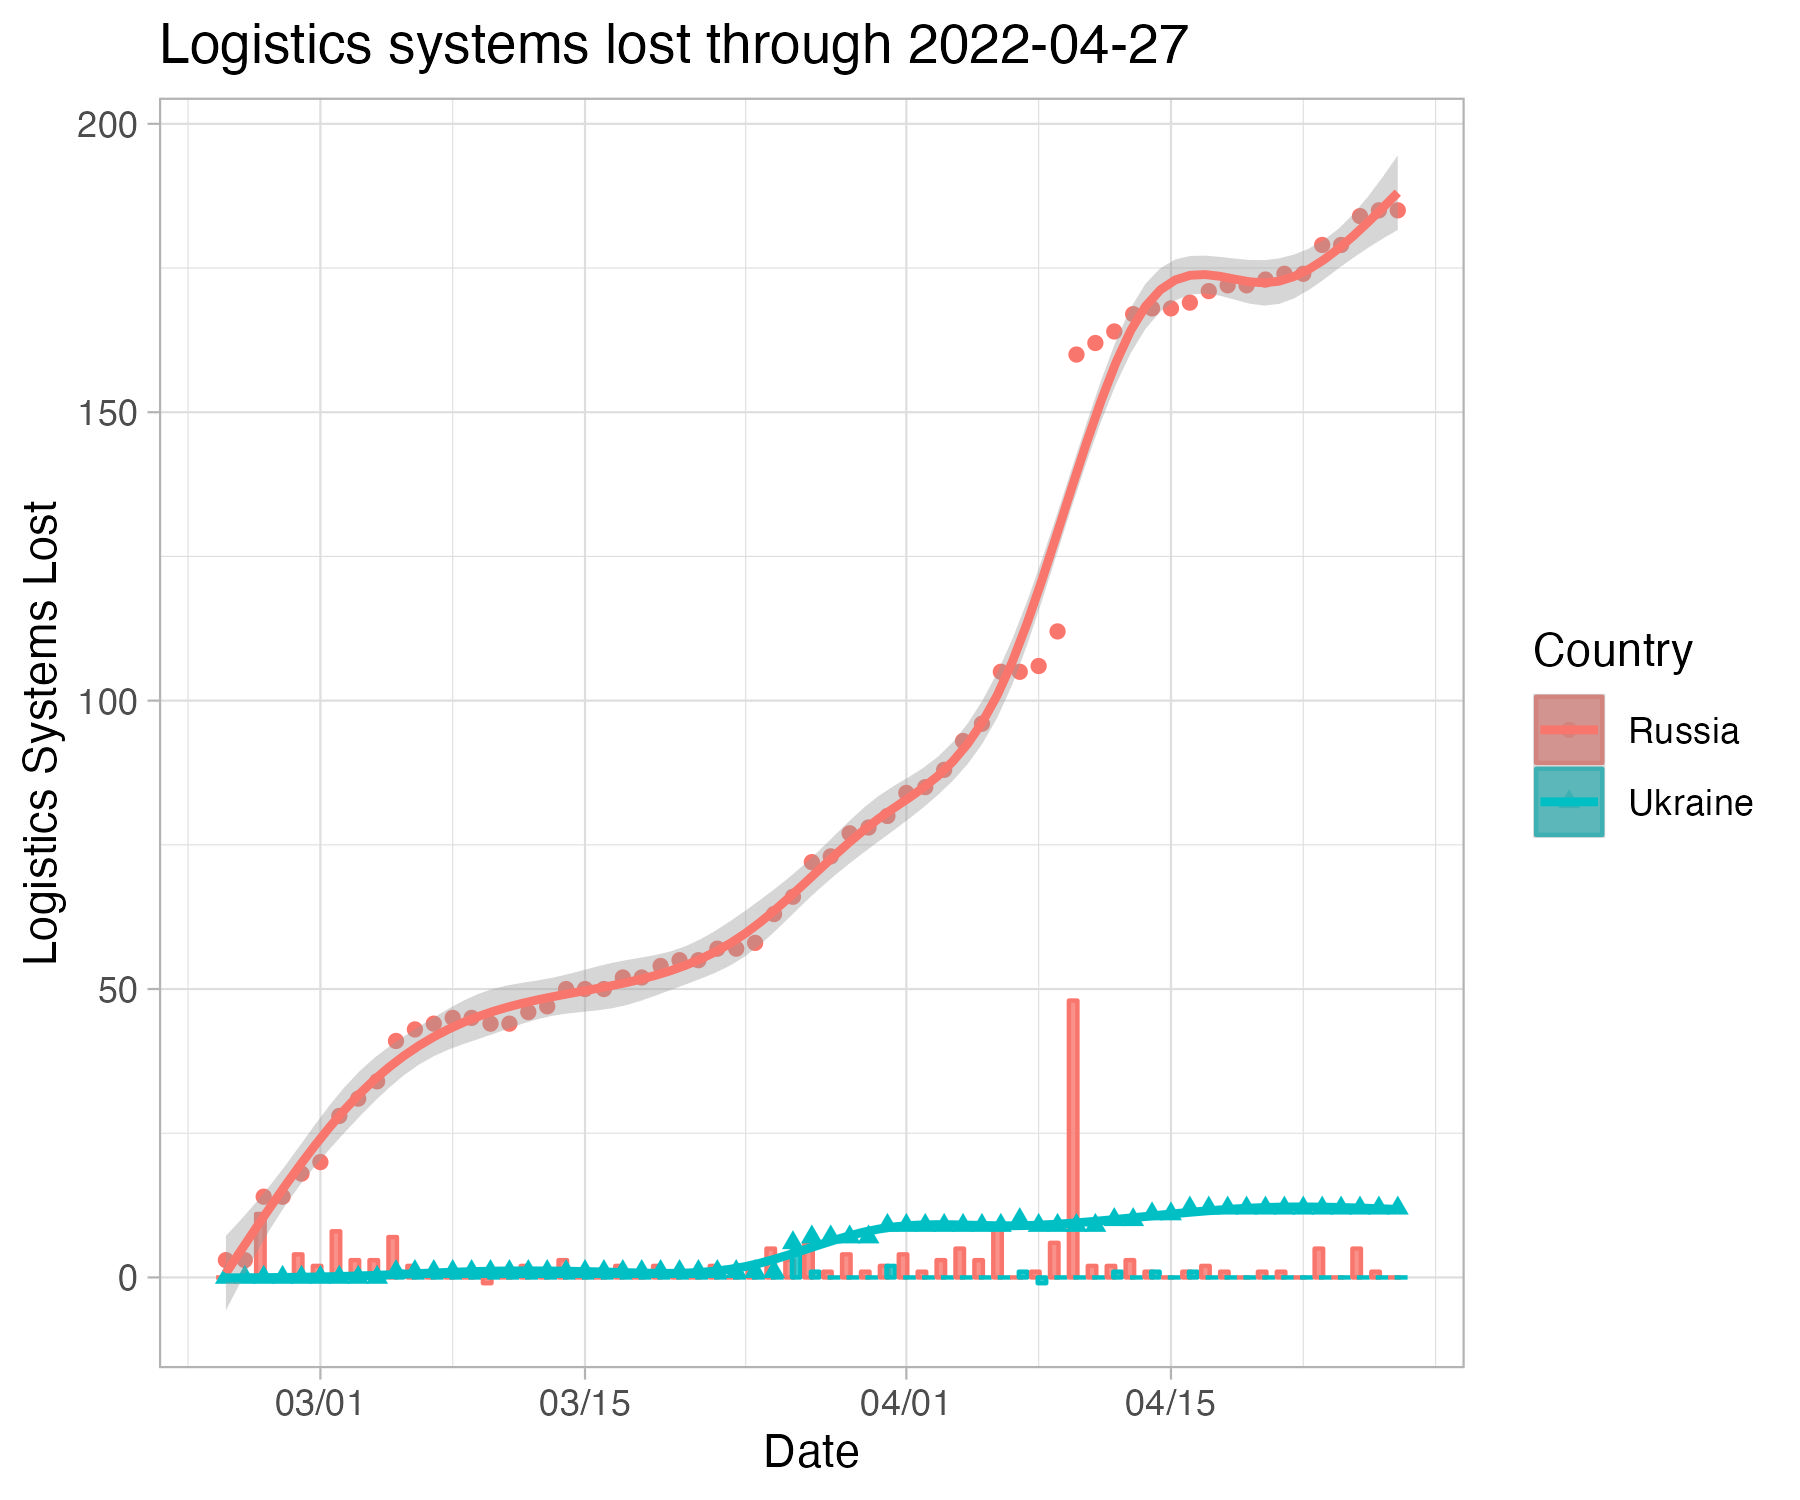 Logistics systems lost through 2022-04-27
200
150
100
50
0
Logistics Systems Lost
03/01
03/15
04/01
04/15
Date
Country
Russia
Ukraine